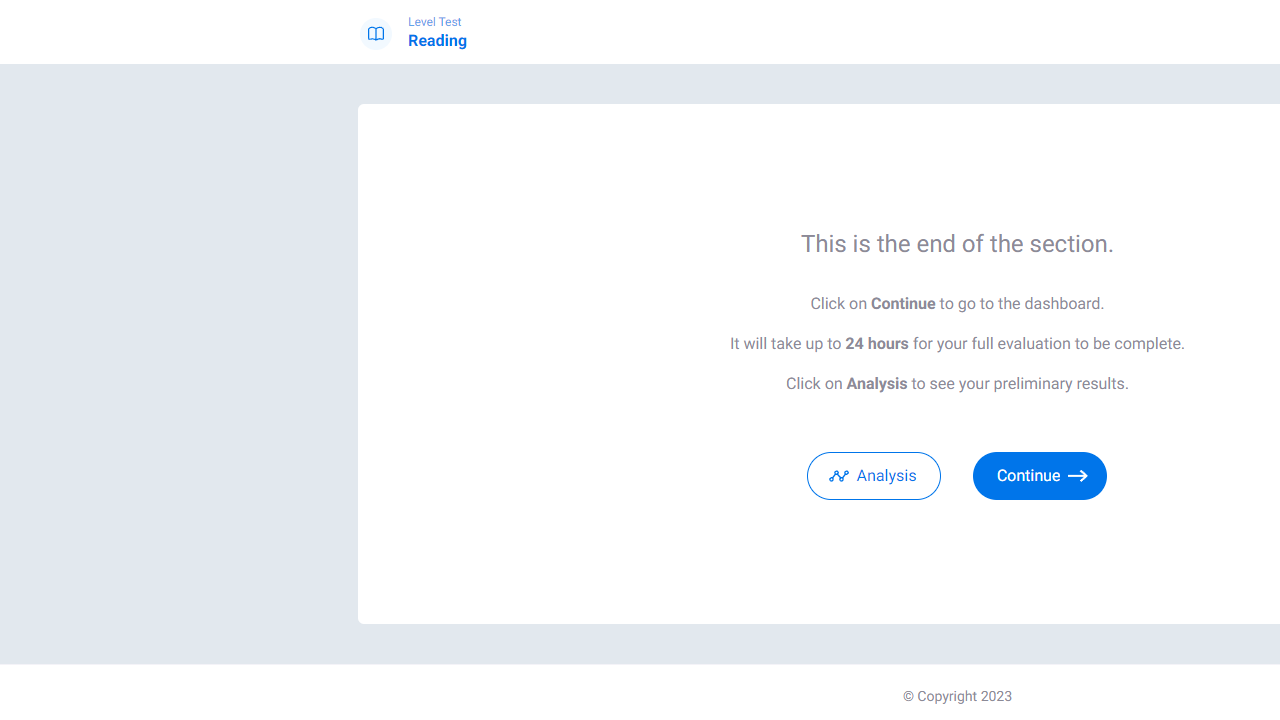 Level Test
Reading
This is the end of the section.
Click on Continue to go to the dashboard.
It will take up to 24 hours for your full evaluation to be complete.
Click on Analysis to see your preliminary results.
Analysis
Continue
© Copyright 2023